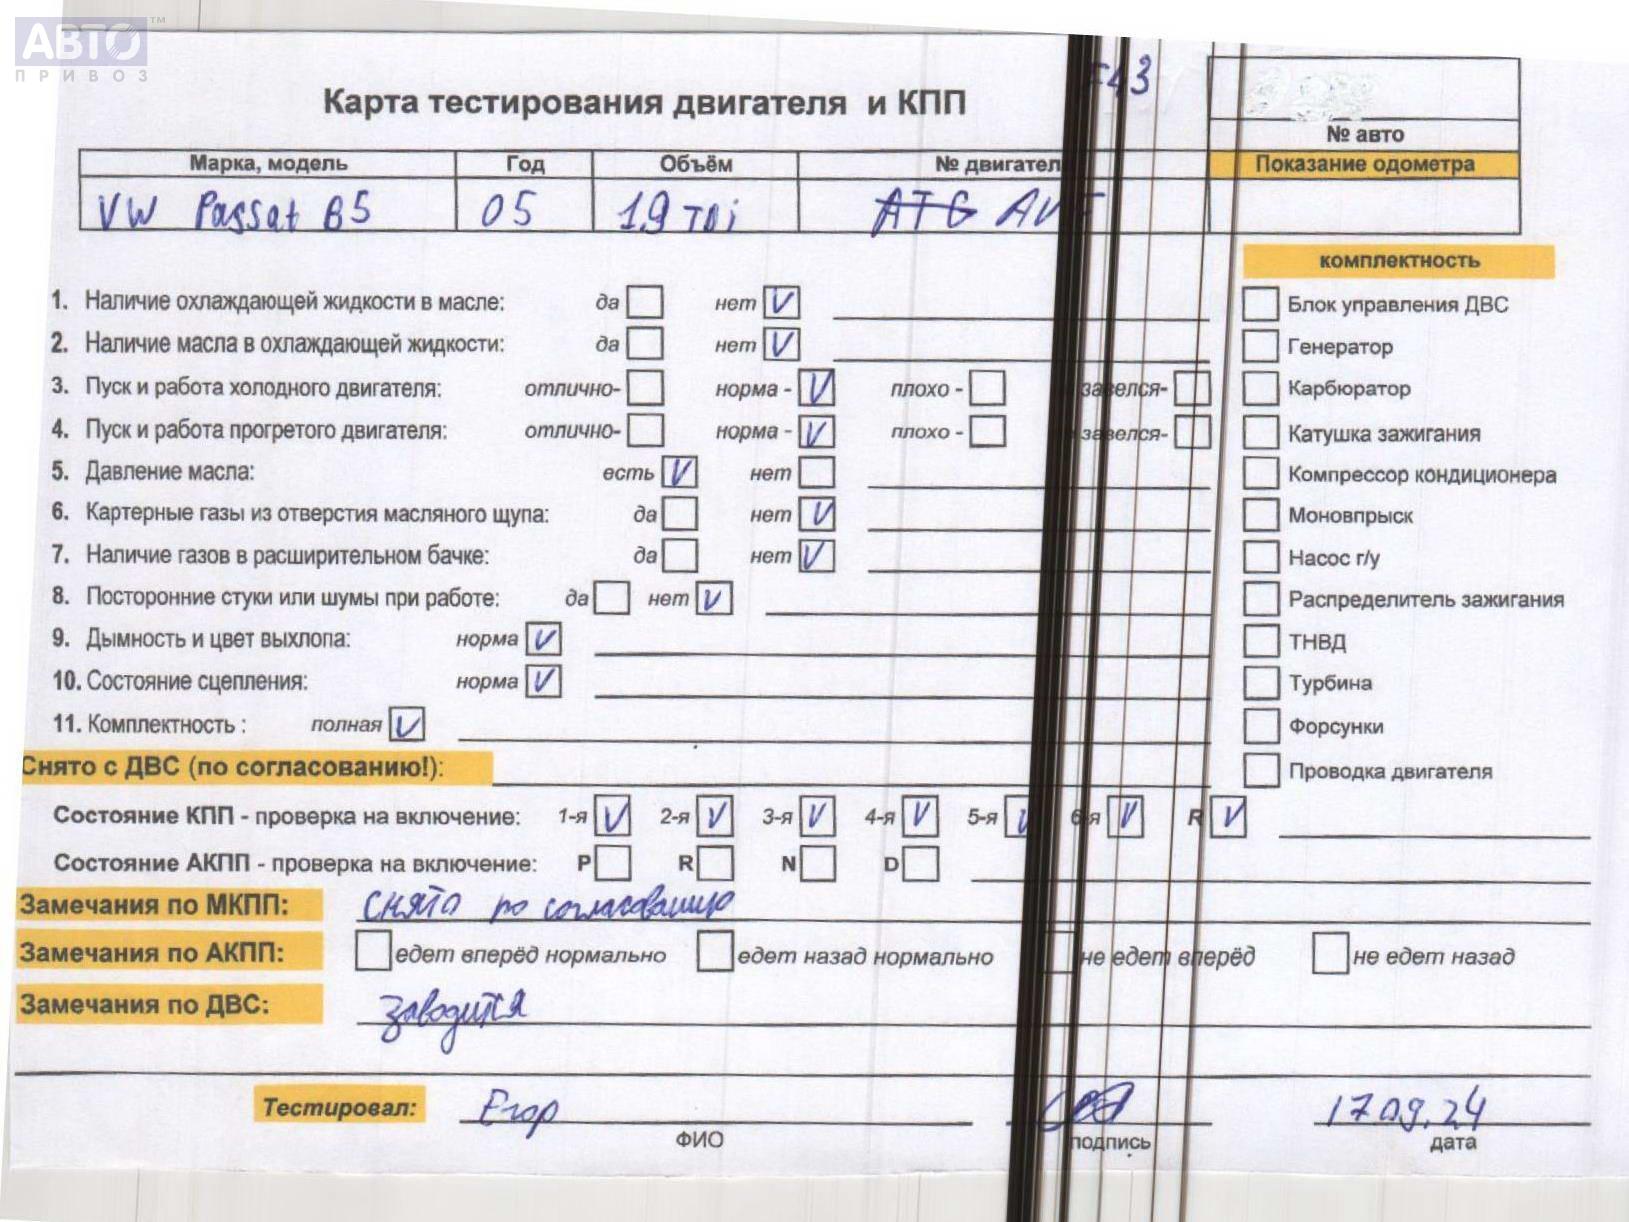 АВТО™
ПРИВОЗ
Карта тестирования двигателя и КПП
№ авто
Марка, модель Год Объём № двигател Показание одометра
VW Passat B5 05 1.9 TDi ATG
комплектность
1. Наличие охлаждающей жидкости в масле: да нет V
Блок управления ДВС
2. Наличие масла в охлаждающей жидкости: да нет V
Генератор
3. Пуск и работа холодного двигателя: отлично- норма - V плохо - завелся-
Карбюратор
4. Пуск и работа прогретого двигателя: отлично- норма - V плохо - завелся-
Катушка зажигания
5. Давление масла: есть V нет
Компрессор кондиционера
6. Картерные газы из отверстия масляного щупа: да нет V
Моновпрыск
7. Наличие газов в расширительном бачке: да нет V
Насос г/у
8. Посторонние стуки или шумы при работе: да нет V
Распределитель зажигания
9. Дымность и цвет выхлопа: норма V
ТНВД
10. Состояние сцепления: норма V
Турбина
11. Комплектность : полная V
Форсунки
Снято с ДВС (по согласованию!):
Проводка двигателя
Состояние КПП - проверка на включение: 1-я V 2-я V 3-я V 4-я V 5-я V 6-я V R V
Состояние АКПП - проверка на включение: P R N D
Замечания по МКПП: снято по согласованию
Замечания по АКПП: едет вперёд нормально едет назад нормально не едет вперёд не едет назад
Замечания по ДВС: заводится
Тестировал: Егор 17.09.24
ФИО подпись дата